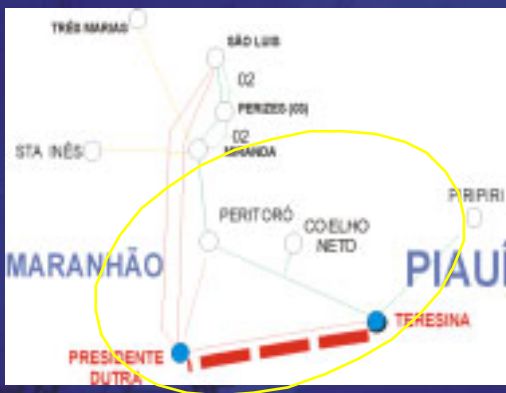 TRÊS MARIAS
SÃO LUIS
02
PERIZES (03)
02
MIRANDA
STA INÊS
PIRIPIRI
PERITORÓ
COELHO
NETO
MARANHÃO
PIAUÍ
TERESINA
PRESIDENTE
DUTRA